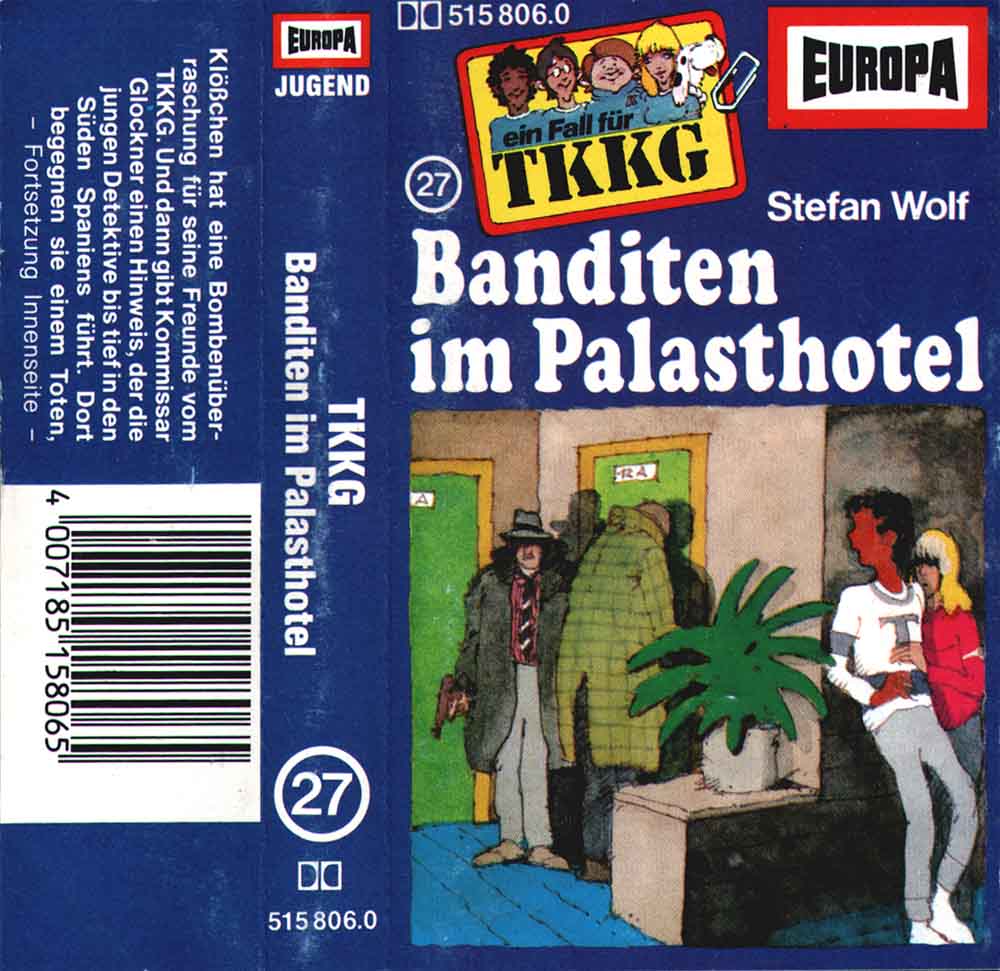 Klößchen hat eine Bombenüber-
raschung für seine Freunde vom
TKKG. Und dann gibt Kommissar
Glockner einen Hinweis, der die
jungen Detektive bis tief in den
Süden Spaniens führt. Dort
begegnen sie einem Toten,
– Fortsetzung Innenseite –
4 007185 158065
EUROPA
JUGEND
TKKG
Banditen im Palasthotel
27
515 806.0
515 806.0
ein Fall für
TKKG
27
EUROPA
Stefan Wolf
Banditen
im Palasthotel
A
RA
T